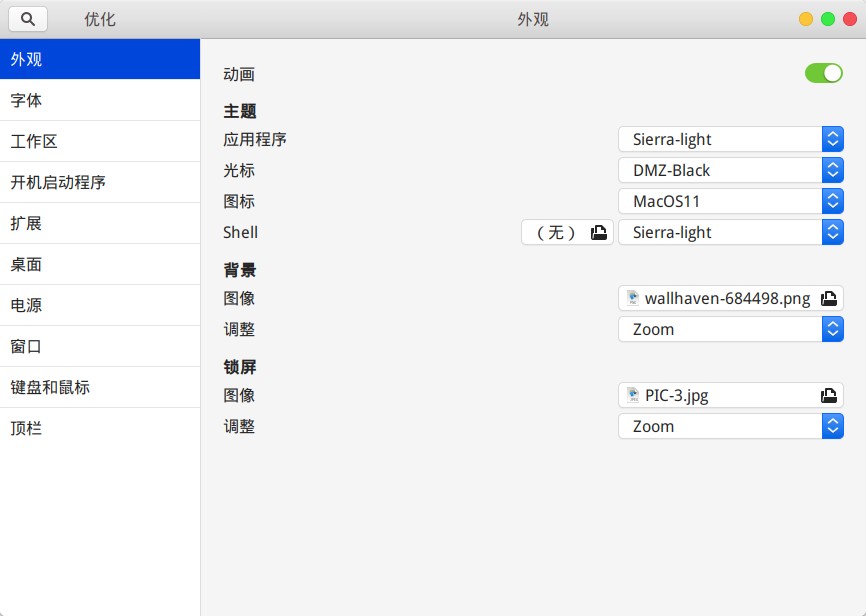 优化
外观
外观
字体
工作区
开机启动程序
扩展
桌面
电源
窗口
键盘和鼠标
顶栏
动画
主题
应用程序 Sierra-light
光标 DMZ-Black
图标 MacOS11
Shell （无） Sierra-light
背景
图像 wallhaven-684498.png
调整 Zoom
锁屏
图像 PIC-3.jpg
调整 Zoom